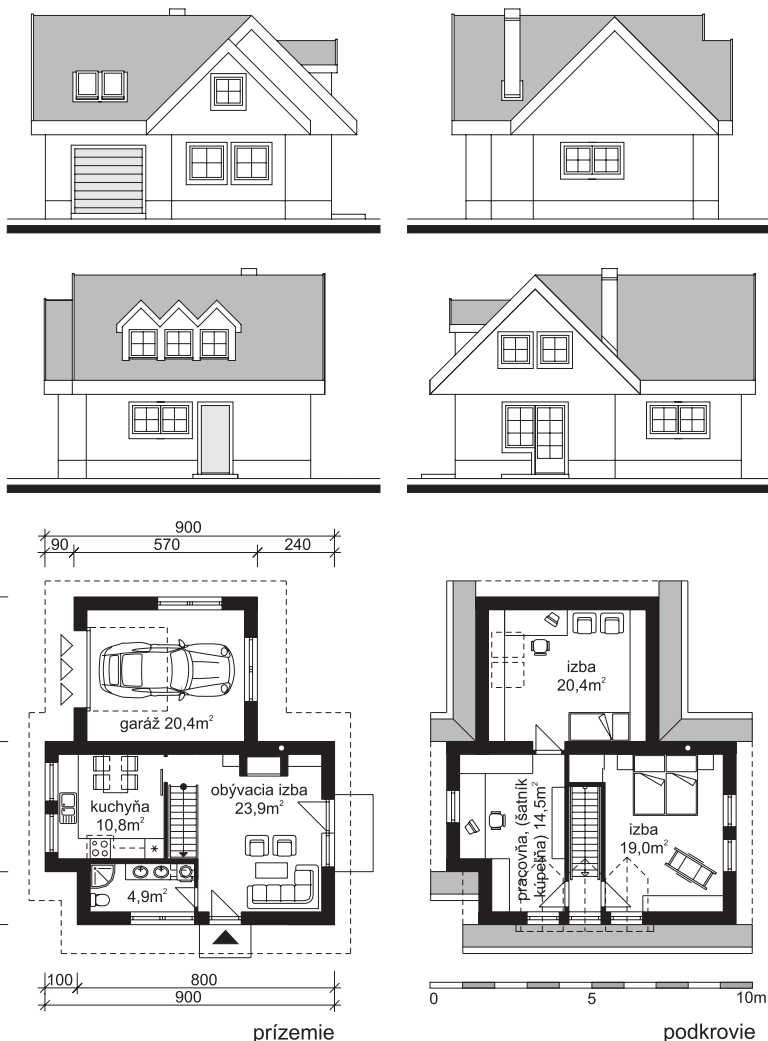 900
90 570 240
garáž 20,4m²
kuchyňa
10,8m²
obývacia izba
23,9m²
4,9m²
100 800
900
prízemie
izba
20,4m²
pracovňa, (šatník
kúpeľňa) 14,5m²
izba
19,0m²
0 5 10m
podkrovie